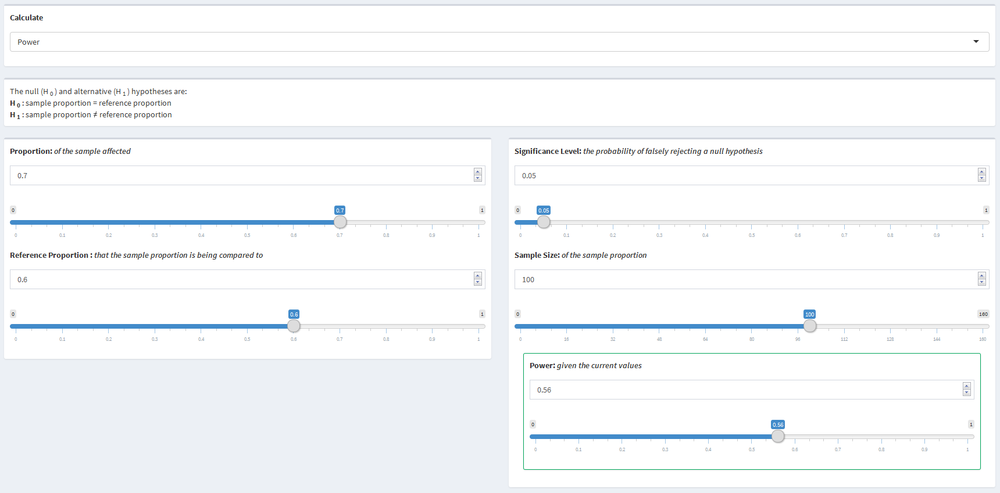 Calculate
Power
The null (H 0 ) and alternative (H 1 ) hypotheses are:
H 0 : sample proportion = reference proportion
H 1 : sample proportion ≠ reference proportion
Proportion: of the sample affected
0.7
0 0.7 1
0 0.1 0.2 0.3 0.4 0.5 0.6 0.7 0.8 0.9 1
Reference Proportion : that the sample proportion is being compared to
0.6
0 0.6 1
0 0.1 0.2 0.3 0.4 0.5 0.6 0.7 0.8 0.9 1
Significance Level: the probability of falsely rejecting a null hypothesis
0.05
0 0.05 1
0 0.1 0.2 0.3 0.4 0.5 0.6 0.7 0.8 0.9 1
Sample Size: of the sample proportion
100
0 100 160
0 16 32 48 64 80 96 112 128 144 160
Power: given the current values
0.56
0 0.56 1
0 0.1 0.2 0.3 0.4 0.5 0.6 0.7 0.8 0.9 1